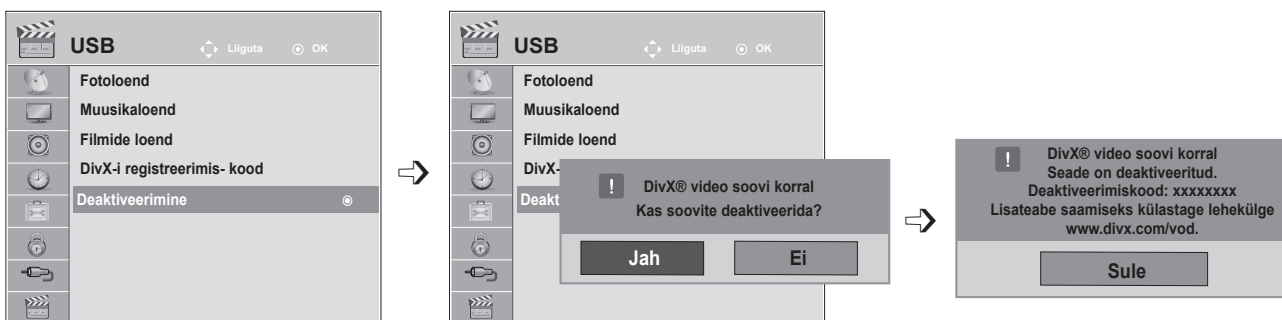 USB Liiguta OK
Fotoloend
Muusikaloend
Filmide loend
DivX-i registreerimis- kood
Deaktiveerimine
USB Liiguta OK
Fotoloend
Muusikaloend
Filmide loend
DivX-
Deakt
! DivX® video soovi korral
Kas soovite deaktiveerida?
Jah Ei
! DivX® video soovi korral
Seade on deaktiveeritud.
Deaktiveerimiskood: xxxxxxxx
Lisateabe saamiseks külastage lehekülge
www.divx.com/vod.
Sule